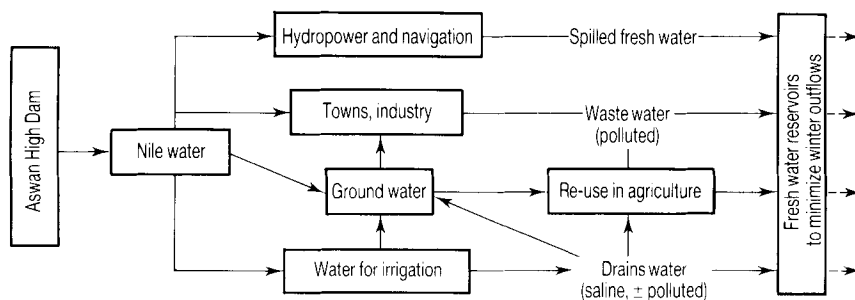 Aswan High Dam
Nile water
Hydropower and navigation
Spilled fresh water
Towns, industry
Waste water
(polluted)
Ground water
Re-use in agriculture
Water for irrigation
Drains water
(saline, ± polluted)
Fresh water reservoirs
to minimize winter outflows